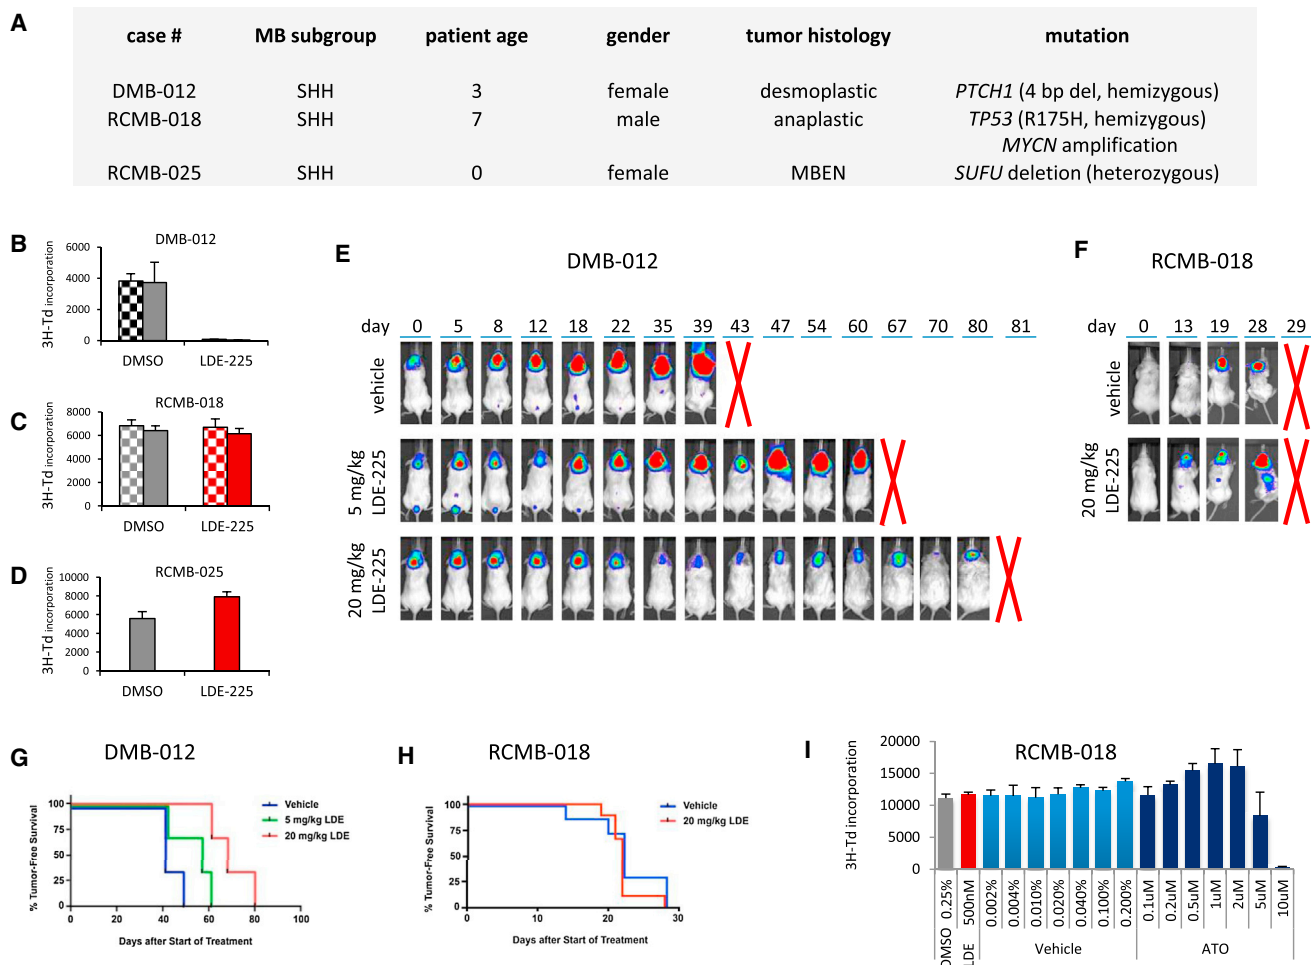 A
case # MB subgroup patient age gender tumor histology mutation
DMB-012 SHH 3 female desmoplastic PTCH1 (4 bp del, hemizygous)
RCMB-018 SHH 7 male anaplastic TP53 (R175H, hemizygous)
MYCN amplification
RCMB-025 SHH 0 female MBEN SUFU deletion (heterozygous)
B
DMB-012
3H-Td incorporation
6000
4000
2000
0
DMSO LDE-225
C
RCMB-018
3H-Td incorporation
8000
6000
4000
2000
0
DMSO LDE-225
D
RCMB-025
3H-Td incorporation
10000
8000
6000
4000
2000
0
DMSO LDE-225
E
DMB-012
day 0 5 8 12 18 22 35 39 43 47 54 60 67 70 80 81
vehicle
5 mg/kg
LDE-225
20 mg/kg
LDE-225
F
RCMB-018
day 0 13 19 28 29
vehicle
20 mg/kg
LDE-225
G
DMB-012
% Tumor-Free Survival
100
75
50
25
0
0 20 40 60 80 100
Days after Start of Treatment
Vehicle
5 mg/kg LDE
20 mg/kg LDE
H
RCMB-018
% Tumor-Free Survival
100
75
50
25
0
0 10 20 30
Days after Start of Treatment
Vehicle
20 mg/kg LDE
I
RCMB-018
3H-Td incorporation
20000
15000
10000
5000
0
0.25% 500nM 0.002% 0.004% 0.010% 0.020% 0.040% 0.100% 0.200% 0.1uM 0.2uM 0.5uM 1uM 2uM 5uM 10uM
DMSO LDE Vehicle ATO